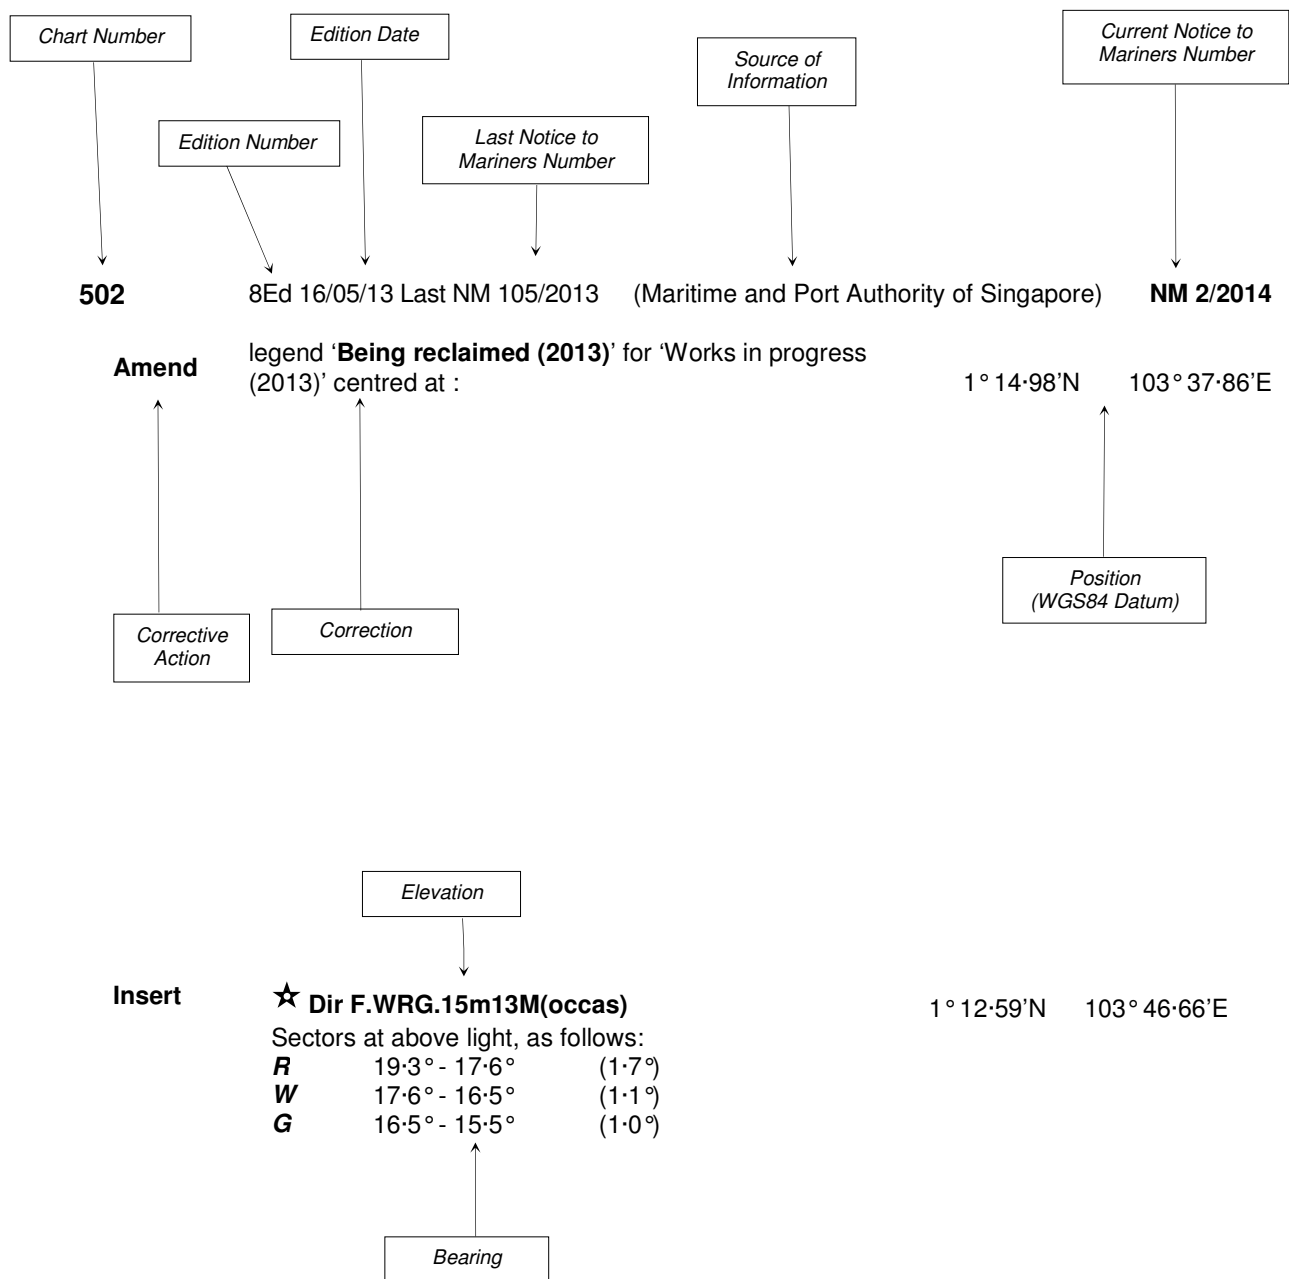 Chart Number
Edition Date
Source of
Information
Current Notice to
Mariners Number
Edition Number
Last Notice to
Mariners Number
502 8Ed 16/05/13 Last NM 105/2013 (Maritime and Port Authority of Singapore) NM 2/2014
Amend legend ‘Being reclaimed (2013)’ for ‘Works in progress
(2013)’ centred at : 1° 14·98’N 103° 37·86’E
Position
(WGS84 Datum)
Corrective
Action
Correction
Elevation
Insert Dir F.WRG.15m13M(occas) 1° 12·59’N 103° 46·66’E
Sectors at above light, as follows:
R 19·3° - 17·6° (1·7°)
W 17·6° - 16·5° (1·1°)
G 16·5° - 15·5° (1·0°)
Bearing